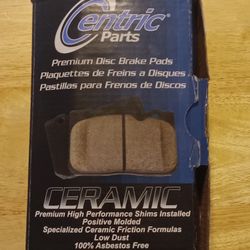 Centric
Parts
Premium Disc Brake Pads
Plaquettes de Freins a Disques
Pastillas para Frenos de Discos
CERAMIC
Premium High Performance Shims Installed
Positive Molded
Specialized Ceramic Friction Formulas
Low Dust
100% Asbestos Free